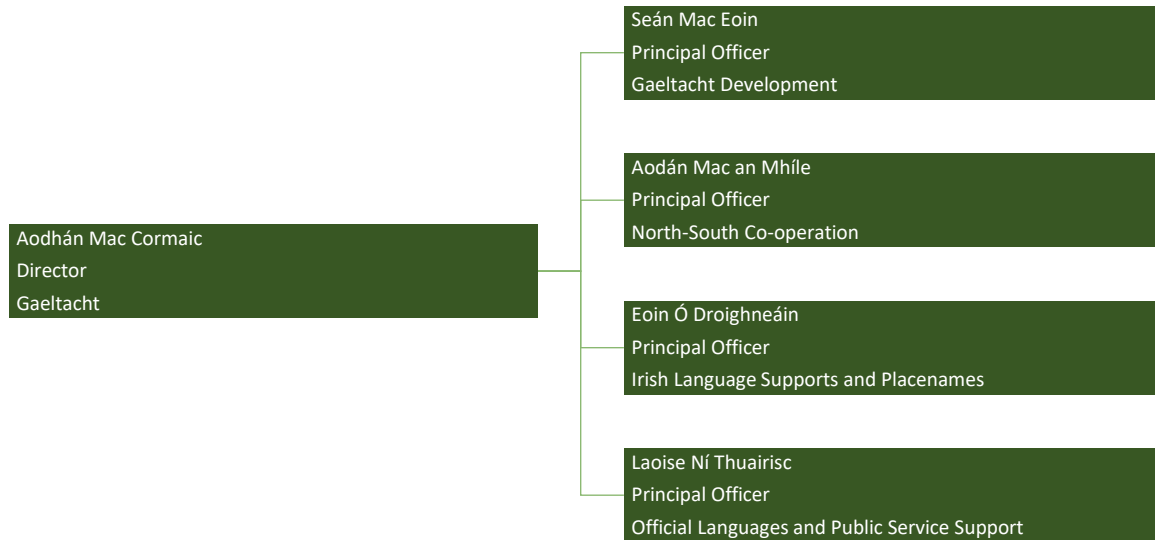 Aodhán Mac Cormaic
Director
Gaeltacht
Seán Mac Eoin
Principal Officer
Gaeltacht Development
Aodán Mac an Mhíle
Principal Officer
North-South Co-operation
Eoin Ó Droighneáin
Principal Officer
Irish Language Supports and Placenames
Laoise Ní Thuairisc
Principal Officer
Official Languages and Public Service Support